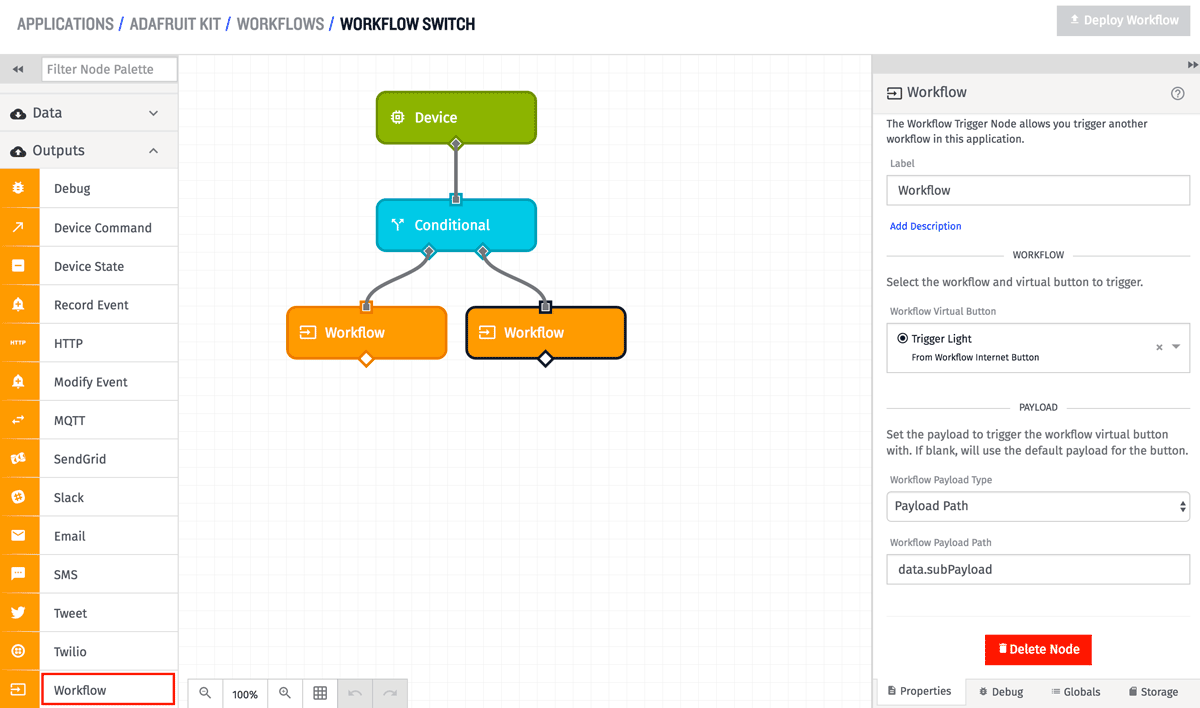 APPLICATIONS / ADAFRUIT KIT / WORKFLOWS / WORKFLOW SWITCH
Deploy Workflow
Filter Node Palette
Data
Outputs
Debug
Device Command
Device State
Record Event
HTTP HTTP
Modify Event
MQTT
SendGrid
Slack
Email
SMS
Tweet
Twilio
Workflow
Device
Conditional
Workflow
Workflow
100%
Workflow
The Workflow Trigger Node allows you trigger another
workflow in this application.
Label
Workflow
Add Description
WORKFLOW
Select the workflow and virtual button to trigger.
Workflow Virtual Button
Trigger Light
From Workflow Internet Button
PAYLOAD
Set the payload to trigger the workflow virtual button
with. If blank, will use the default payload for the button.
Workflow Payload Type
Payload Path
Workflow Payload Path
data.subPayload
Delete Node
Properties Debug Globals Storage